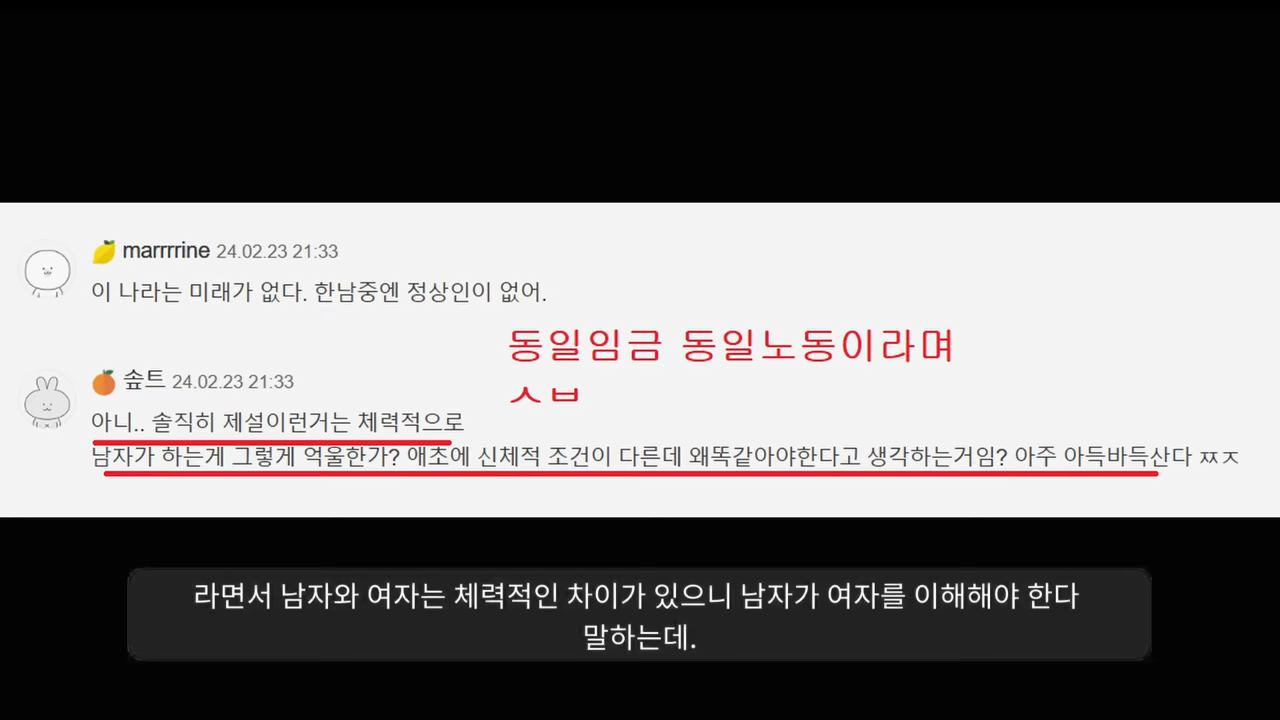 marrrrine 24.02.23 21:33
이 나라는 미래가 없다. 한남중엔 정상인이 없어.
동일임금 동일노동이라며
ㅅㅂ
숲트 24.02.23 21:33
아니.. 솔직히 제설이런거는 체력적으로
남자가 하는게 그렇게 억울한가? 애초에 신체적 조건이 다른데 왜똑같아야한다고 생각하는거임? 아주 아득바득산다 ㅉㅈ
라면서 남자와 여자는 체력적인 차이가 있으니 남자가 여자를 이해해야 한다
말하는데.